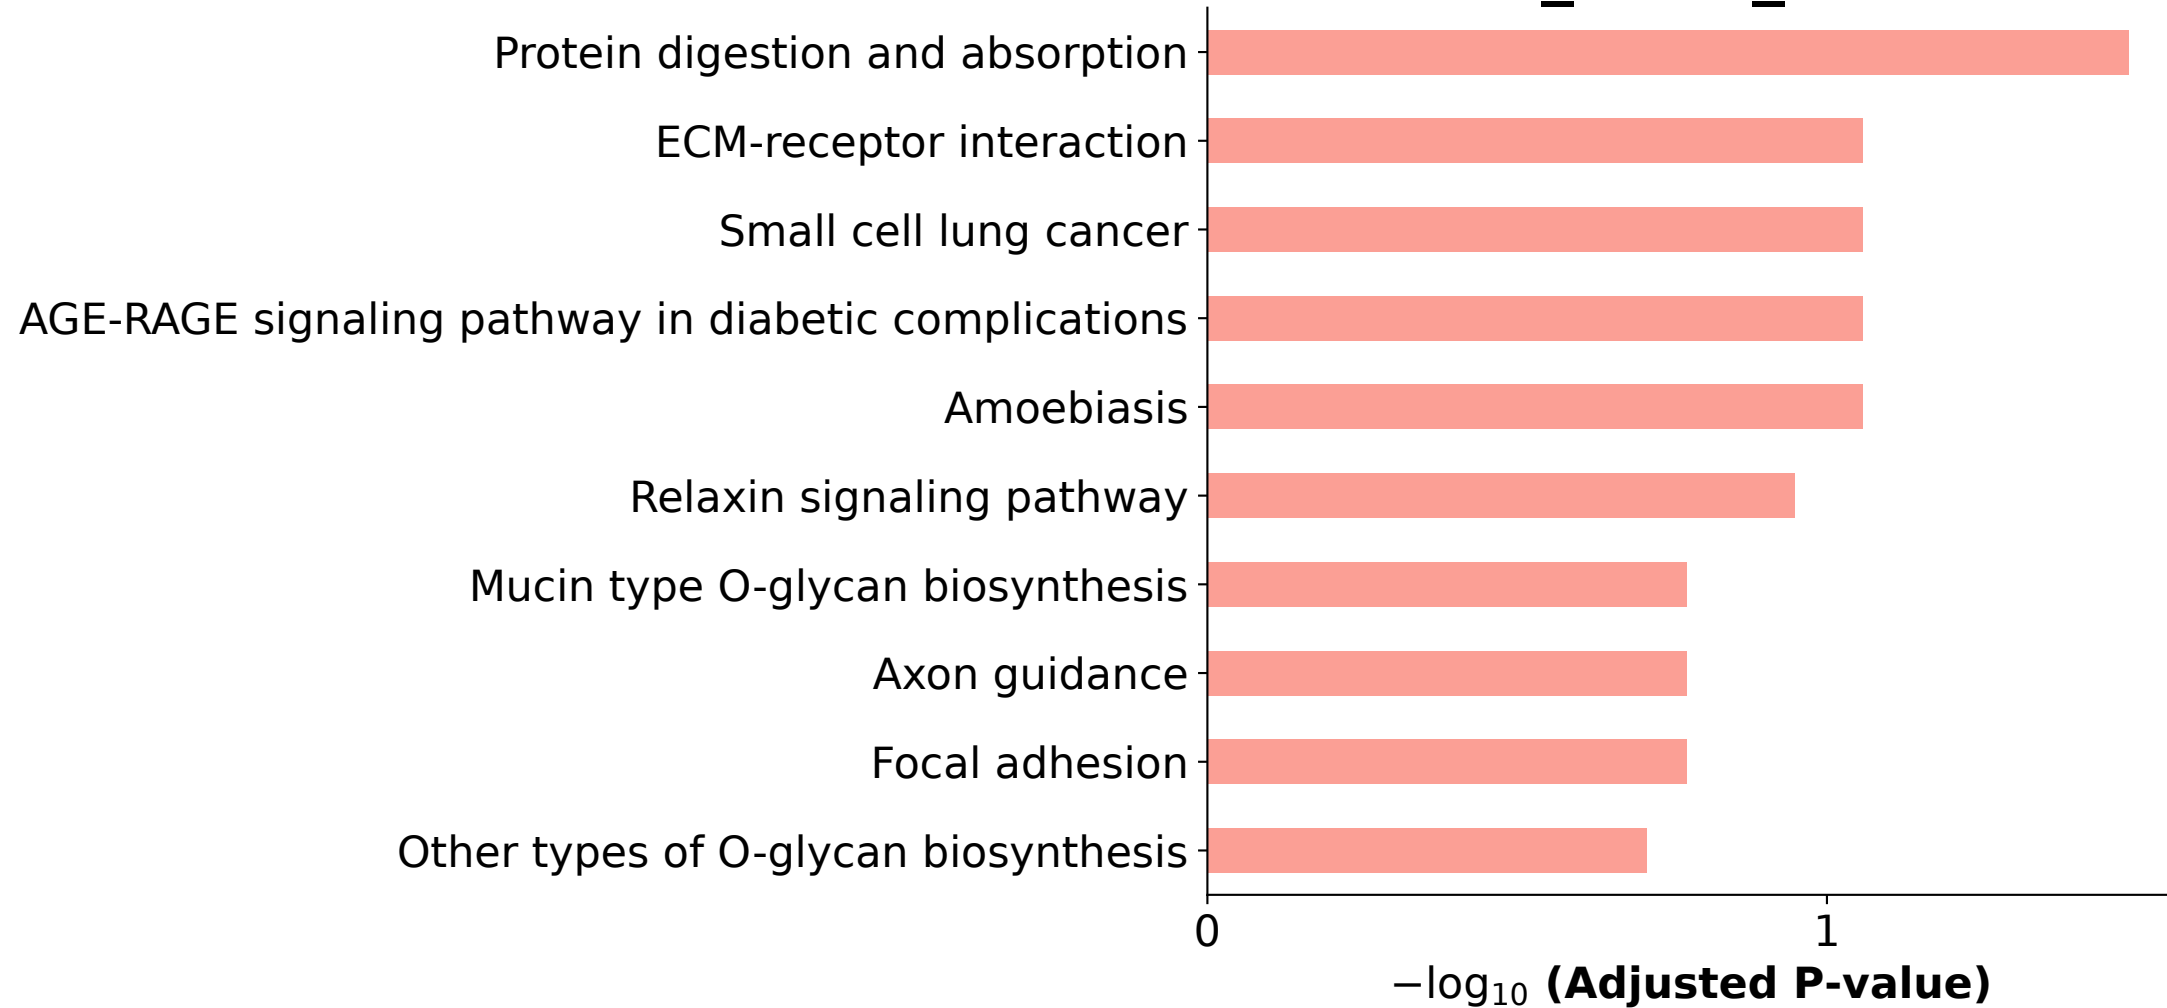 Protein digestion and absorption
ECM-receptor interaction
Small cell lung cancer
AGE-RAGE signaling pathway in diabetic complications
Amoebiasis
Relaxin signaling pathway
Mucin type O-glycan biosynthesis
Axon guidance
Focal adhesion
Other types of O-glycan biosynthesis
0 1
−log₁₀ (Adjusted P-value)